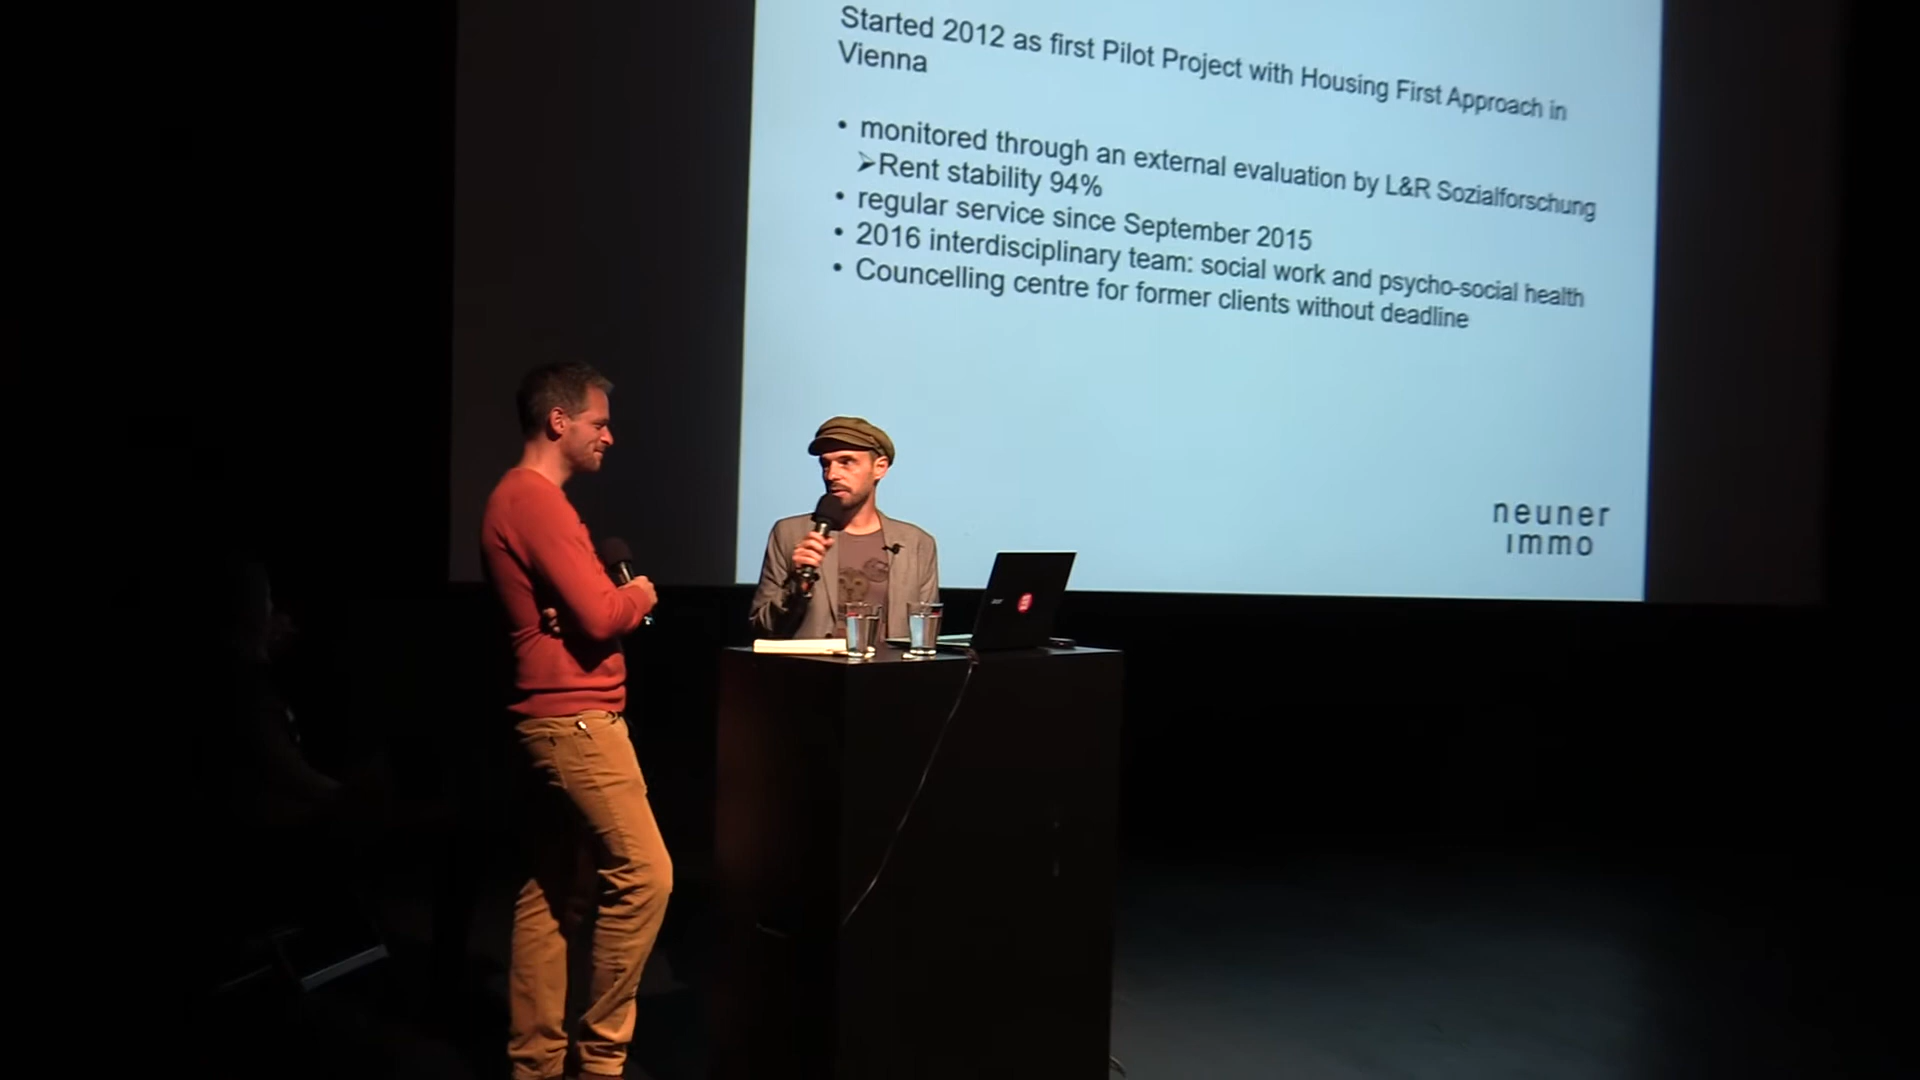 Started 2012 as first Pilot Project with Housing First Approach in
Vienna
• monitored through an external evaluation by L&R Sozialforschung
➢Rent stability 94%
• regular service since September 2015
• 2016 interdisciplinary team: social work and psycho-social health
• Councelling centre for former clients without deadline
neuner
immo